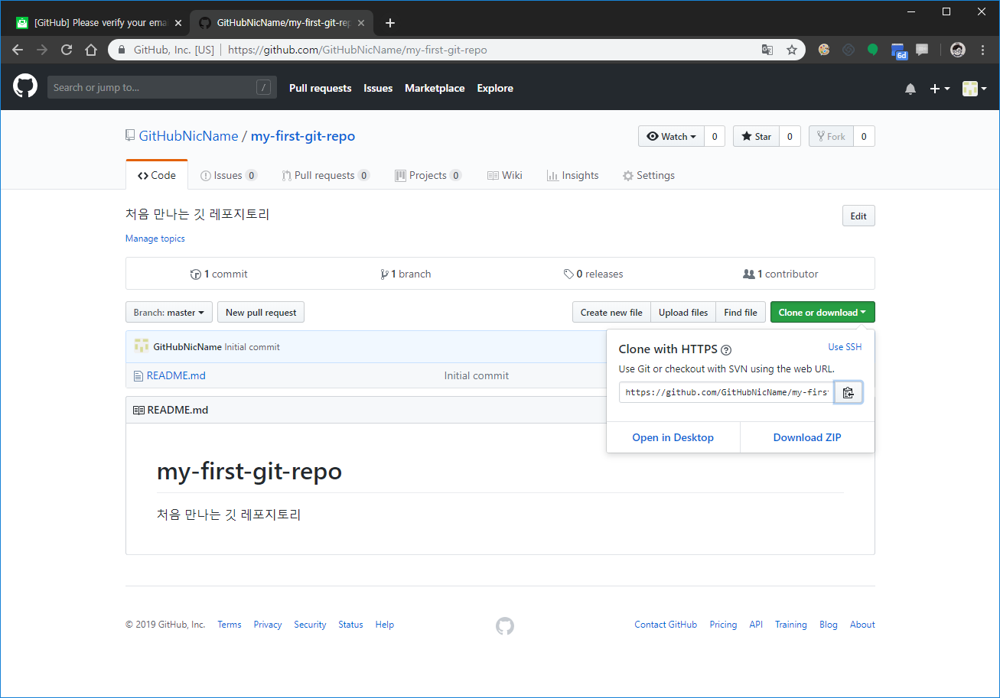 [GitHub] Please verify your ema
GitHubNicName/my-first-git-rep
GitHub, Inc. [US] | https://github.com/GitHubNicName/my-first-git-repo
6d
Search or jump to... /
Pull requests Issues Marketplace Explore
GitHubNicName / my-first-git-repo
Watch 0 Star 0 Fork 0
Code Issues 0 Pull requests 0 Projects 0 Wiki Insights Settings
처음 만나는 깃 레포지토리
Edit
Manage topics
1 commit 1 branch 0 releases 1 contributor
Branch: master New pull request Create new file Upload files Find file Clone or download
GitHubNicName Initial commit
README.md Initial commit
Clone with HTTPS ? Use SSH
Use Git or checkout with SVN using the web URL.
https://github.com/GitHubNicName/my-firs
Open in Desktop Download ZIP
README.md
my-first-git-repo
처음 만나는 깃 레포지토리
© 2019 GitHub, Inc. Terms Privacy Security Status Help Contact GitHub Pricing API Training Blog About